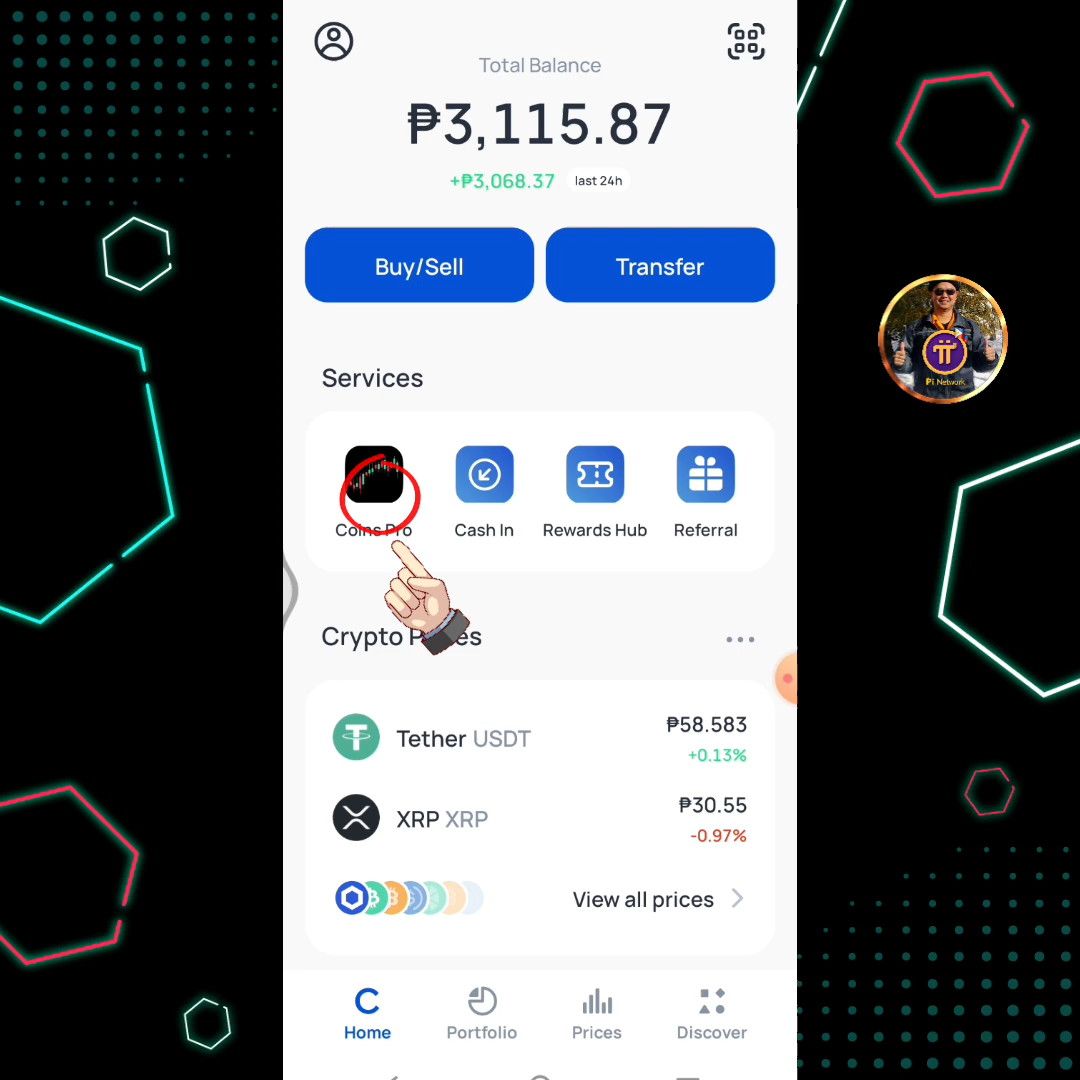 Total Balance
₱3,115.87
+₱3,068.37 last 24h
Buy/Sell Transfer
Services
Coins Pro Cash In Rewards Hub Referral
Pi Network
Crypto
Tether USDT ₱58.583
+0.13%
XRP XRP ₱30.55
-0.97%
View all prices
Home Portfolio Prices Discover